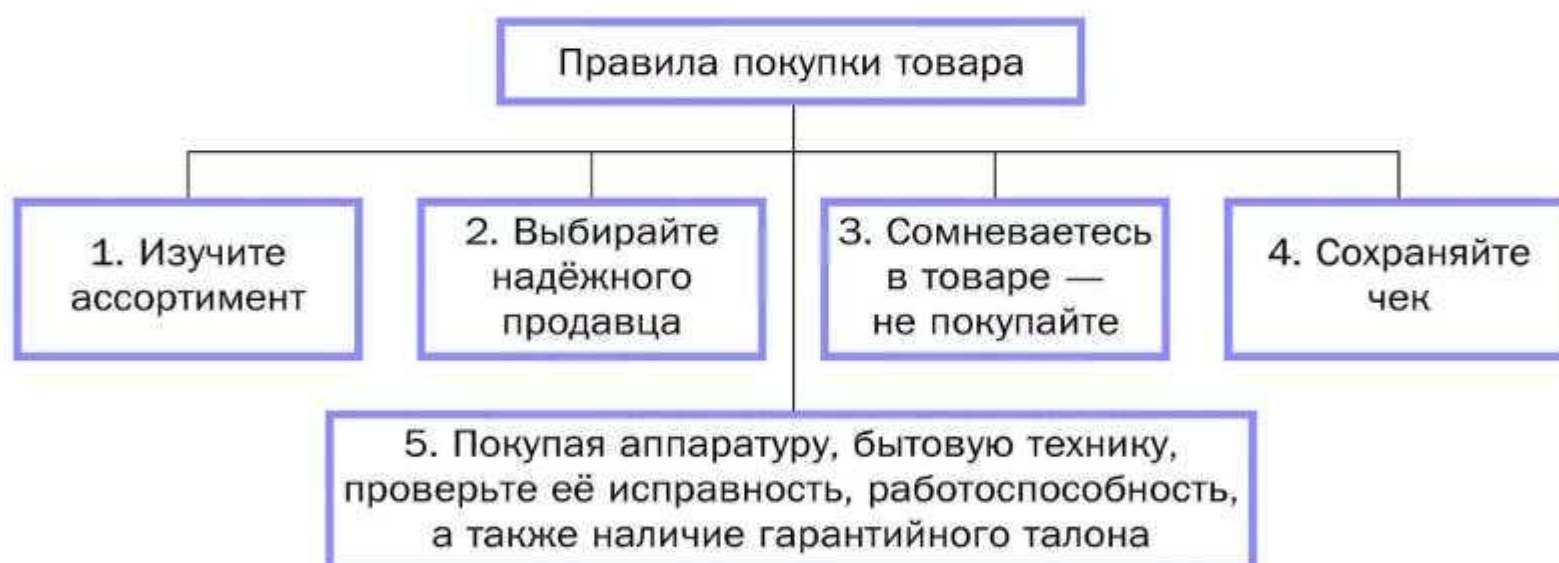 Правила покупки товара
1. Изучите
ассортимент
2. Выбирайте
надёжного
продавца
3. Сомневаетесь
в товаре —
не покупайте
4. Сохраняйте
чек
5. Покупая аппаратуру, бытовую технику,
проверьте её исправность, работоспособность,
а также наличие гарантийного талона